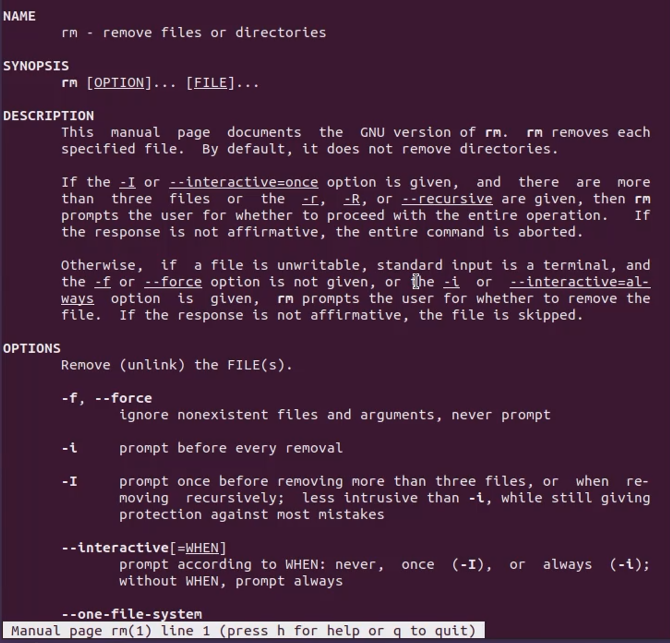 NAME
rm - remove files or directories
SYNOPSIS
rm [OPTION]... [FILE]...
DESCRIPTION
This manual page documents the GNU version of rm. rm removes each
specified file. By default, it does not remove directories.
If the -I or --interactive=once option is given, and there are more
than three files or the -r, -R, or --recursive are given, then rm
prompts the user for whether to proceed with the entire operation. If
the response is not affirmative, the entire command is aborted.
Otherwise, if a file is unwritable, standard input is a terminal, and
the -f or --force option is not given, or the -i or --interactive=al-
ways option is given, rm prompts the user for whether to remove the
file. If the response is not affirmative, the file is skipped.
OPTIONS
Remove (unlink) the FILE(s).
-f, --force
ignore nonexistent files and arguments, never prompt
-i prompt before every removal
-I prompt once before removing more than three files, or when re-
moving recursively; less intrusive than -i, while still giving
protection against most mistakes
--interactive[=WHEN]
prompt according to WHEN: never, once (-I), or always (-i);
without WHEN, prompt always
--one-file-system
Manual page rm(1) line 1 (press h for help or q to quit)